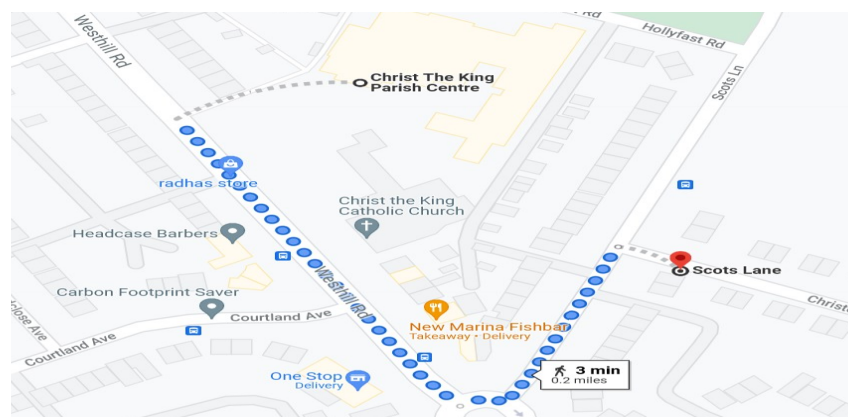 Rd
Hollyfast Rd
Westhill Rd
Christ The King
Parish Centre
Scots Ln
radhas store
Christ the King
Catholic Church
Headcase Barbers
Scots Lane
Carbon Footprint Saver
Westhill Rd
Christ
Courtland Ave
New Marina Fishbar
Takeaway • Delivery
Courtland Ave
close Ave
One Stop
Delivery
3 min
0.2 miles